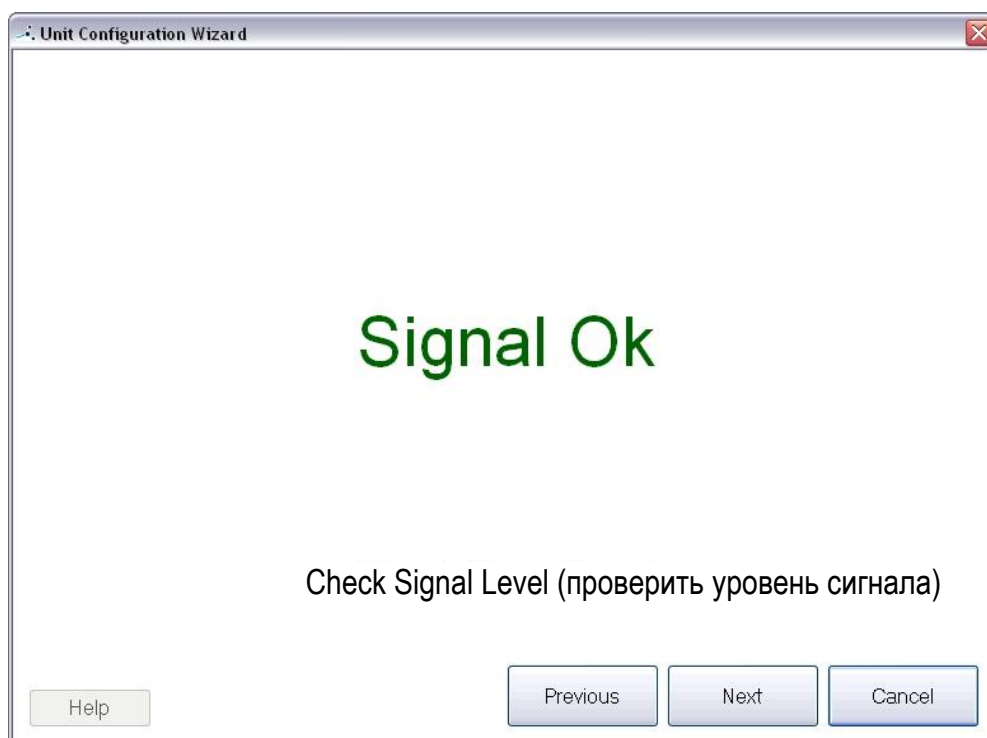 Unit Configuration Wizard
Signal Ok
Check Signal Level (проверить уровень сигнала)
Help
Previous
Next
Cancel